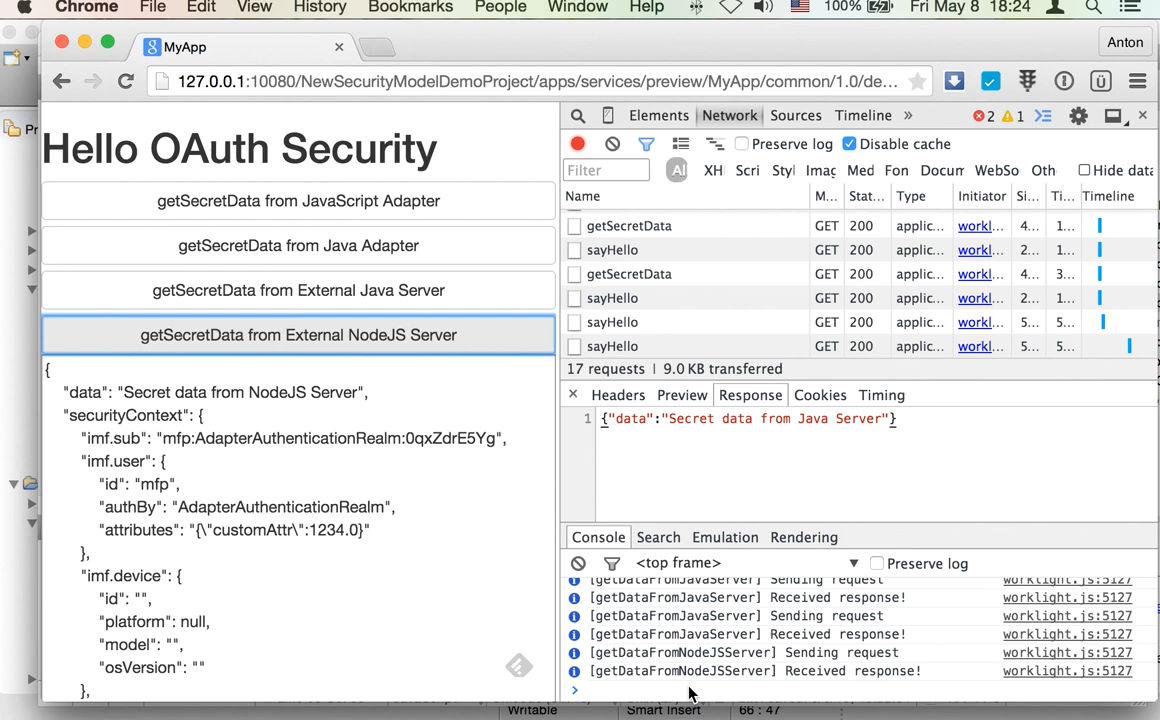 Chrome File Edit View History Bookmarks People Window Help 100% Fri May 8 18:24
MyApp
Anton
127.0.0.1:10080/NewSecurityModelDemoProject/apps/services/preview/MyApp/common/1.0/de...
Pr
Hello OAuth Security
getSecretData from JavaScript Adapter
getSecretData from Java Adapter
getSecretData from External Java Server
getSecretData from External NodeJS Server
{
"data": "Secret data from NodeJS Server",
"securityContext": {
"imf.sub": "mfp:AdapterAuthenticationRealm:0qxZdrE5Yg",
"imf.user": {
"id": "mfp",
"authBy": "AdapterAuthenticationRealm",
"attributes": "{\"customAttr\":1234.0}"
},
"imf.device": {
"id": "",
"platform": null,
"model": "",
"osVersion": ""
},
Elements Network Sources Timeline » 2 1
Preserve log Disable cache
Filter Al XH Scri Styl Imag Med Fon Docum WebSo Oth Hide data
Name M... Stat... Type Initiator Si... Ti... Timeline
getSecretData GET 200 applic... workl... 4... 1...
sayHello GET 200 applic... workl... 2... 1...
getSecretData GET 200 applic... workl... 4... 3...
sayHello GET 200 applic... workl... 2... 1...
sayHello GET 200 applic... workl... 5... 5...
sayHello GET 200 applic... workl... 5... 5...
17 requests | 9.0 KB transferred
× Headers Preview Response Cookies Timing
1 {"data":"Secret data from Java Server"}
Console Search Emulation Rendering
<top frame> ▼ Preserve log
[getDataFromJavaServer] Sending request worklight.js:5127
[getDataFromJavaServer] Received response! worklight.js:5127
[getDataFromJavaServer] Sending request worklight.js:5127
[getDataFromJavaServer] Received response! worklight.js:5127
[getDataFromNodeJSServer] Sending request worklight.js:5127
[getDataFromNodeJSServer] Received response! worklight.js:5127
>
Writable Smart Insert 66 : 47